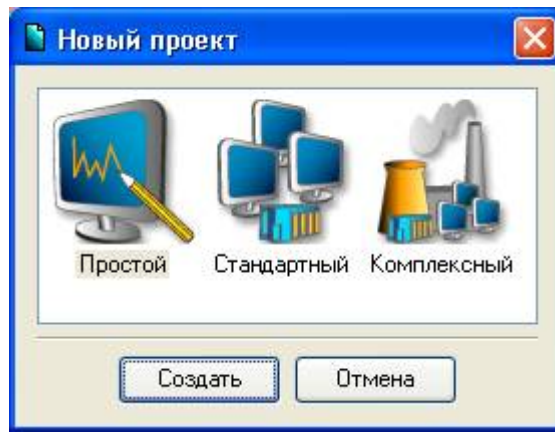 Новый проект
Простой Стандартный Комплексный
Создать Отмена